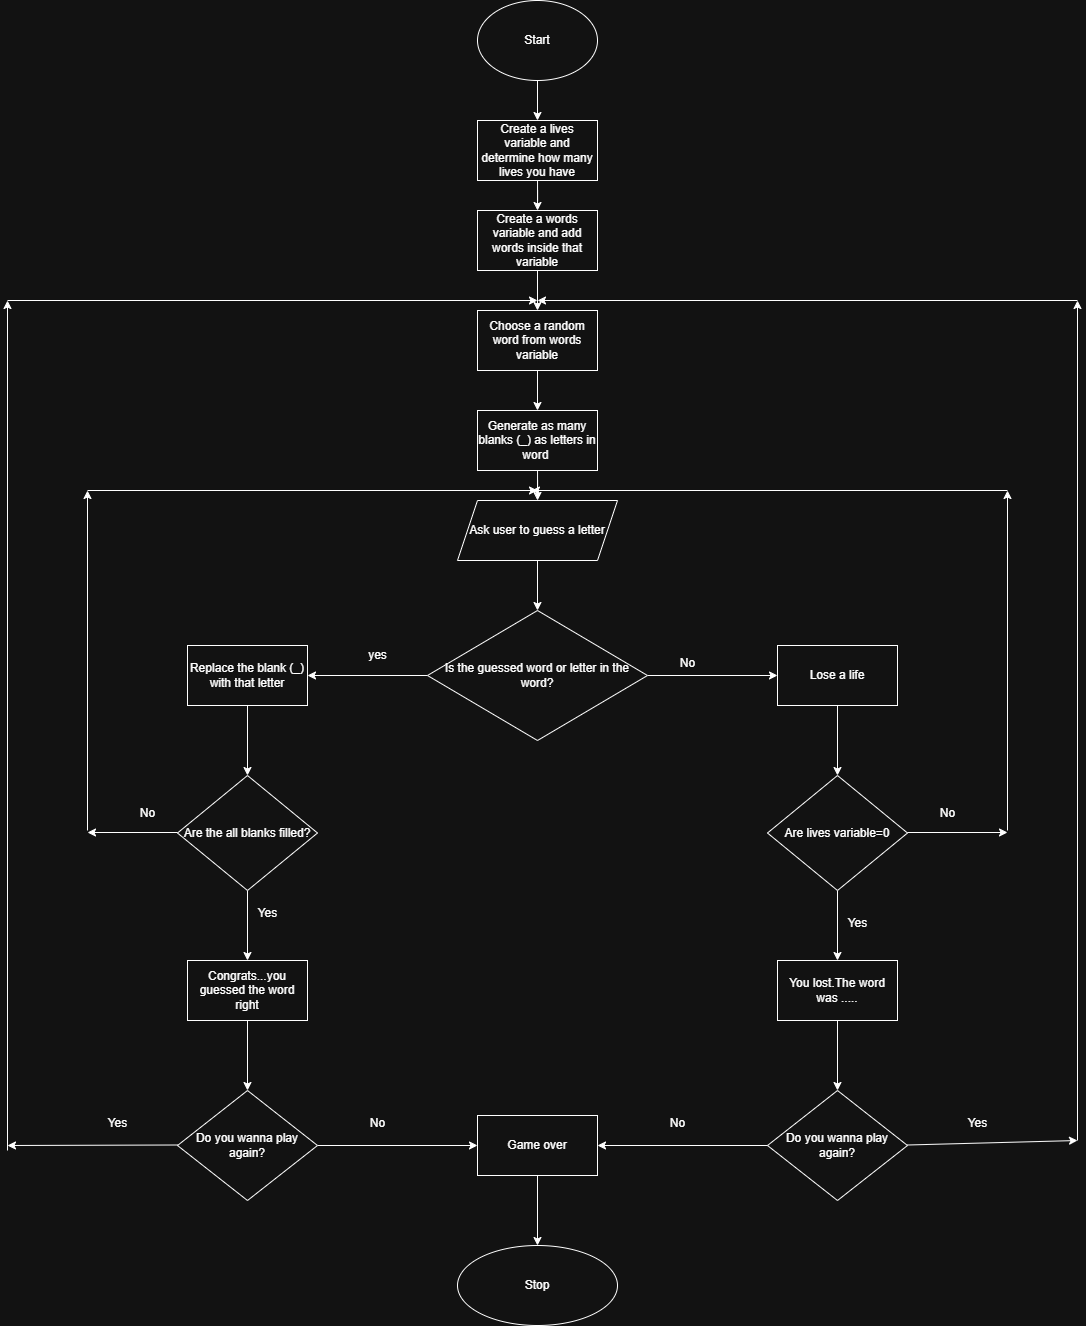 Start
Create a lives
variable and
determine how many
lives you have
Create a words
variable and add
words inside that
variable
Choose a random
word from words
variable
Generate as many
blanks (_) as letters in
word
Ask user to guess a letter
Is the guessed word or letter in the
word?
yes
No
Replace the blank (_)
with that letter
Lose a life
Are the all blanks filled?
No
Yes
Are lives variable=0
No
Yes
Congrats...you
guessed the word
right
You lost.The word
was .....
Do you wanna play
again?
Yes
No
Game over
No
Do you wanna play
again?
Yes
Stop